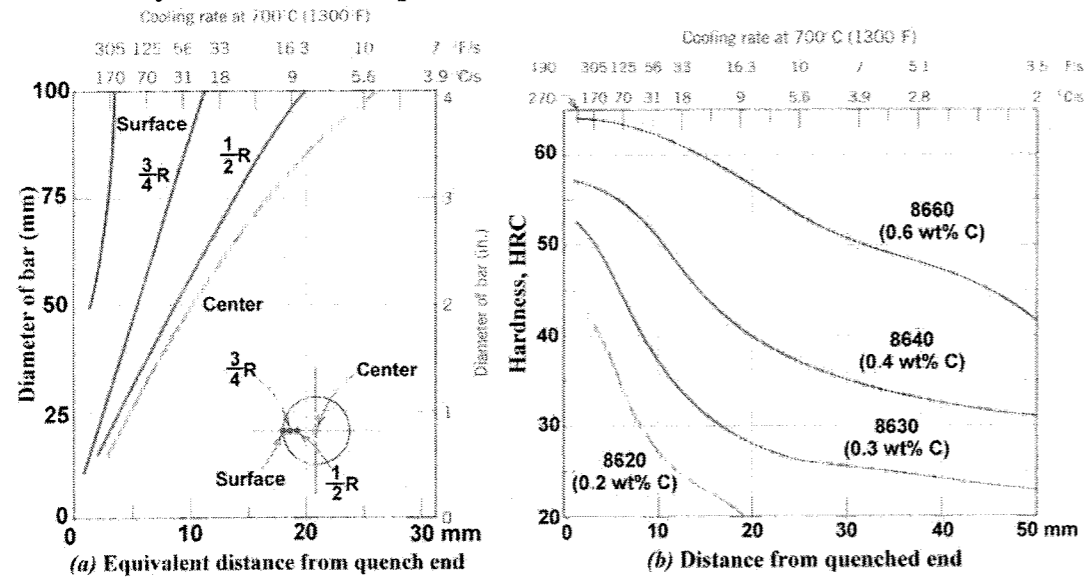 Cooling rate at 700°C (1300°F)
305 125 56 33 16.3 10 7 °F/s
170 70 31 18 9 5.6 3.9 °C/s
100 75 50 25 0
Diameter of bar (mm)
Surface
3/4 R
1/2 R
Center
3/4 R
Center
Surface
1/2 R
4 3 2 1 0
Diameter of bar (in.)
0 10 20 30 mm
(a) Equivalent distance from quench end
Cooling rate at 700°C (1300°F)
490 305 125 56 33 16.3 10 7 5.1 3.5 °F/s
270 170 70 31 18 9 5.6 3.9 2.8 2 °C/s
60 50 40 30 20
Hardness, HRC
8660
(0.6 wt% C)
8640
(0.4 wt% C)
8630
(0.3 wt% C)
8620
(0.2 wt% C)
0 10 20 30 40 50 mm
(b) Distance from quenched end